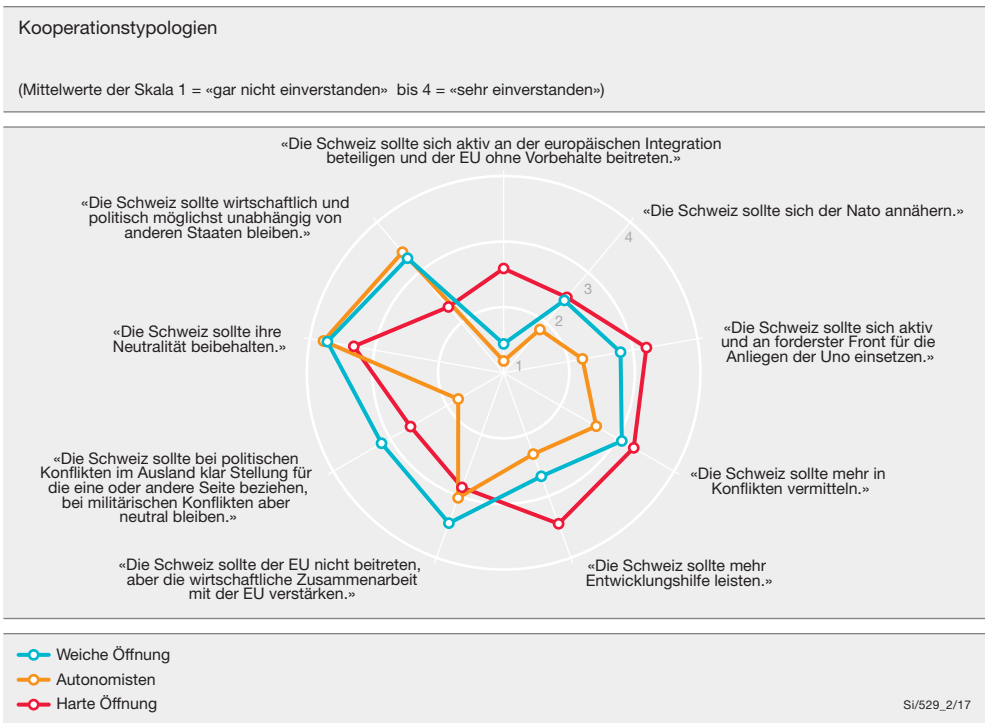 Kooperationstypologien
(Mittelwerte der Skala 1 = «gar nicht einverstanden» bis 4 = «sehr einverstanden»)
«Die Schweiz sollte sich aktiv an der europäischen Integration
beteiligen und der EU ohne Vorbehalte beitreten.»
«Die Schweiz sollte wirtschaftlich und
politisch möglichst unabhängig von
anderen Staaten bleiben.»
«Die Schweiz sollte sich der Nato annähern.»
4
3
2
1
«Die Schweiz sollte ihre
Neutralität beibehalten.»
«Die Schweiz sollte sich aktiv
und an forderster Front für die
Anliegen der Uno einsetzen.»
«Die Schweiz sollte bei politischen
Konflikten im Ausland klar Stellung für
die eine oder andere Seite beziehen,
bei militärischen Konflikten aber
neutral bleiben.»
«Die Schweiz sollte mehr in
Konflikten vermitteln.»
«Die Schweiz sollte der EU nicht beitreten,
aber die wirtschaftliche Zusammenarbeit
mit der EU verstärken.»
«Die Schweiz sollte mehr
Entwicklungshilfe leisten.»
Weiche Öffnung
Autonomisten
Harte Öffnung
Si/529_2/17